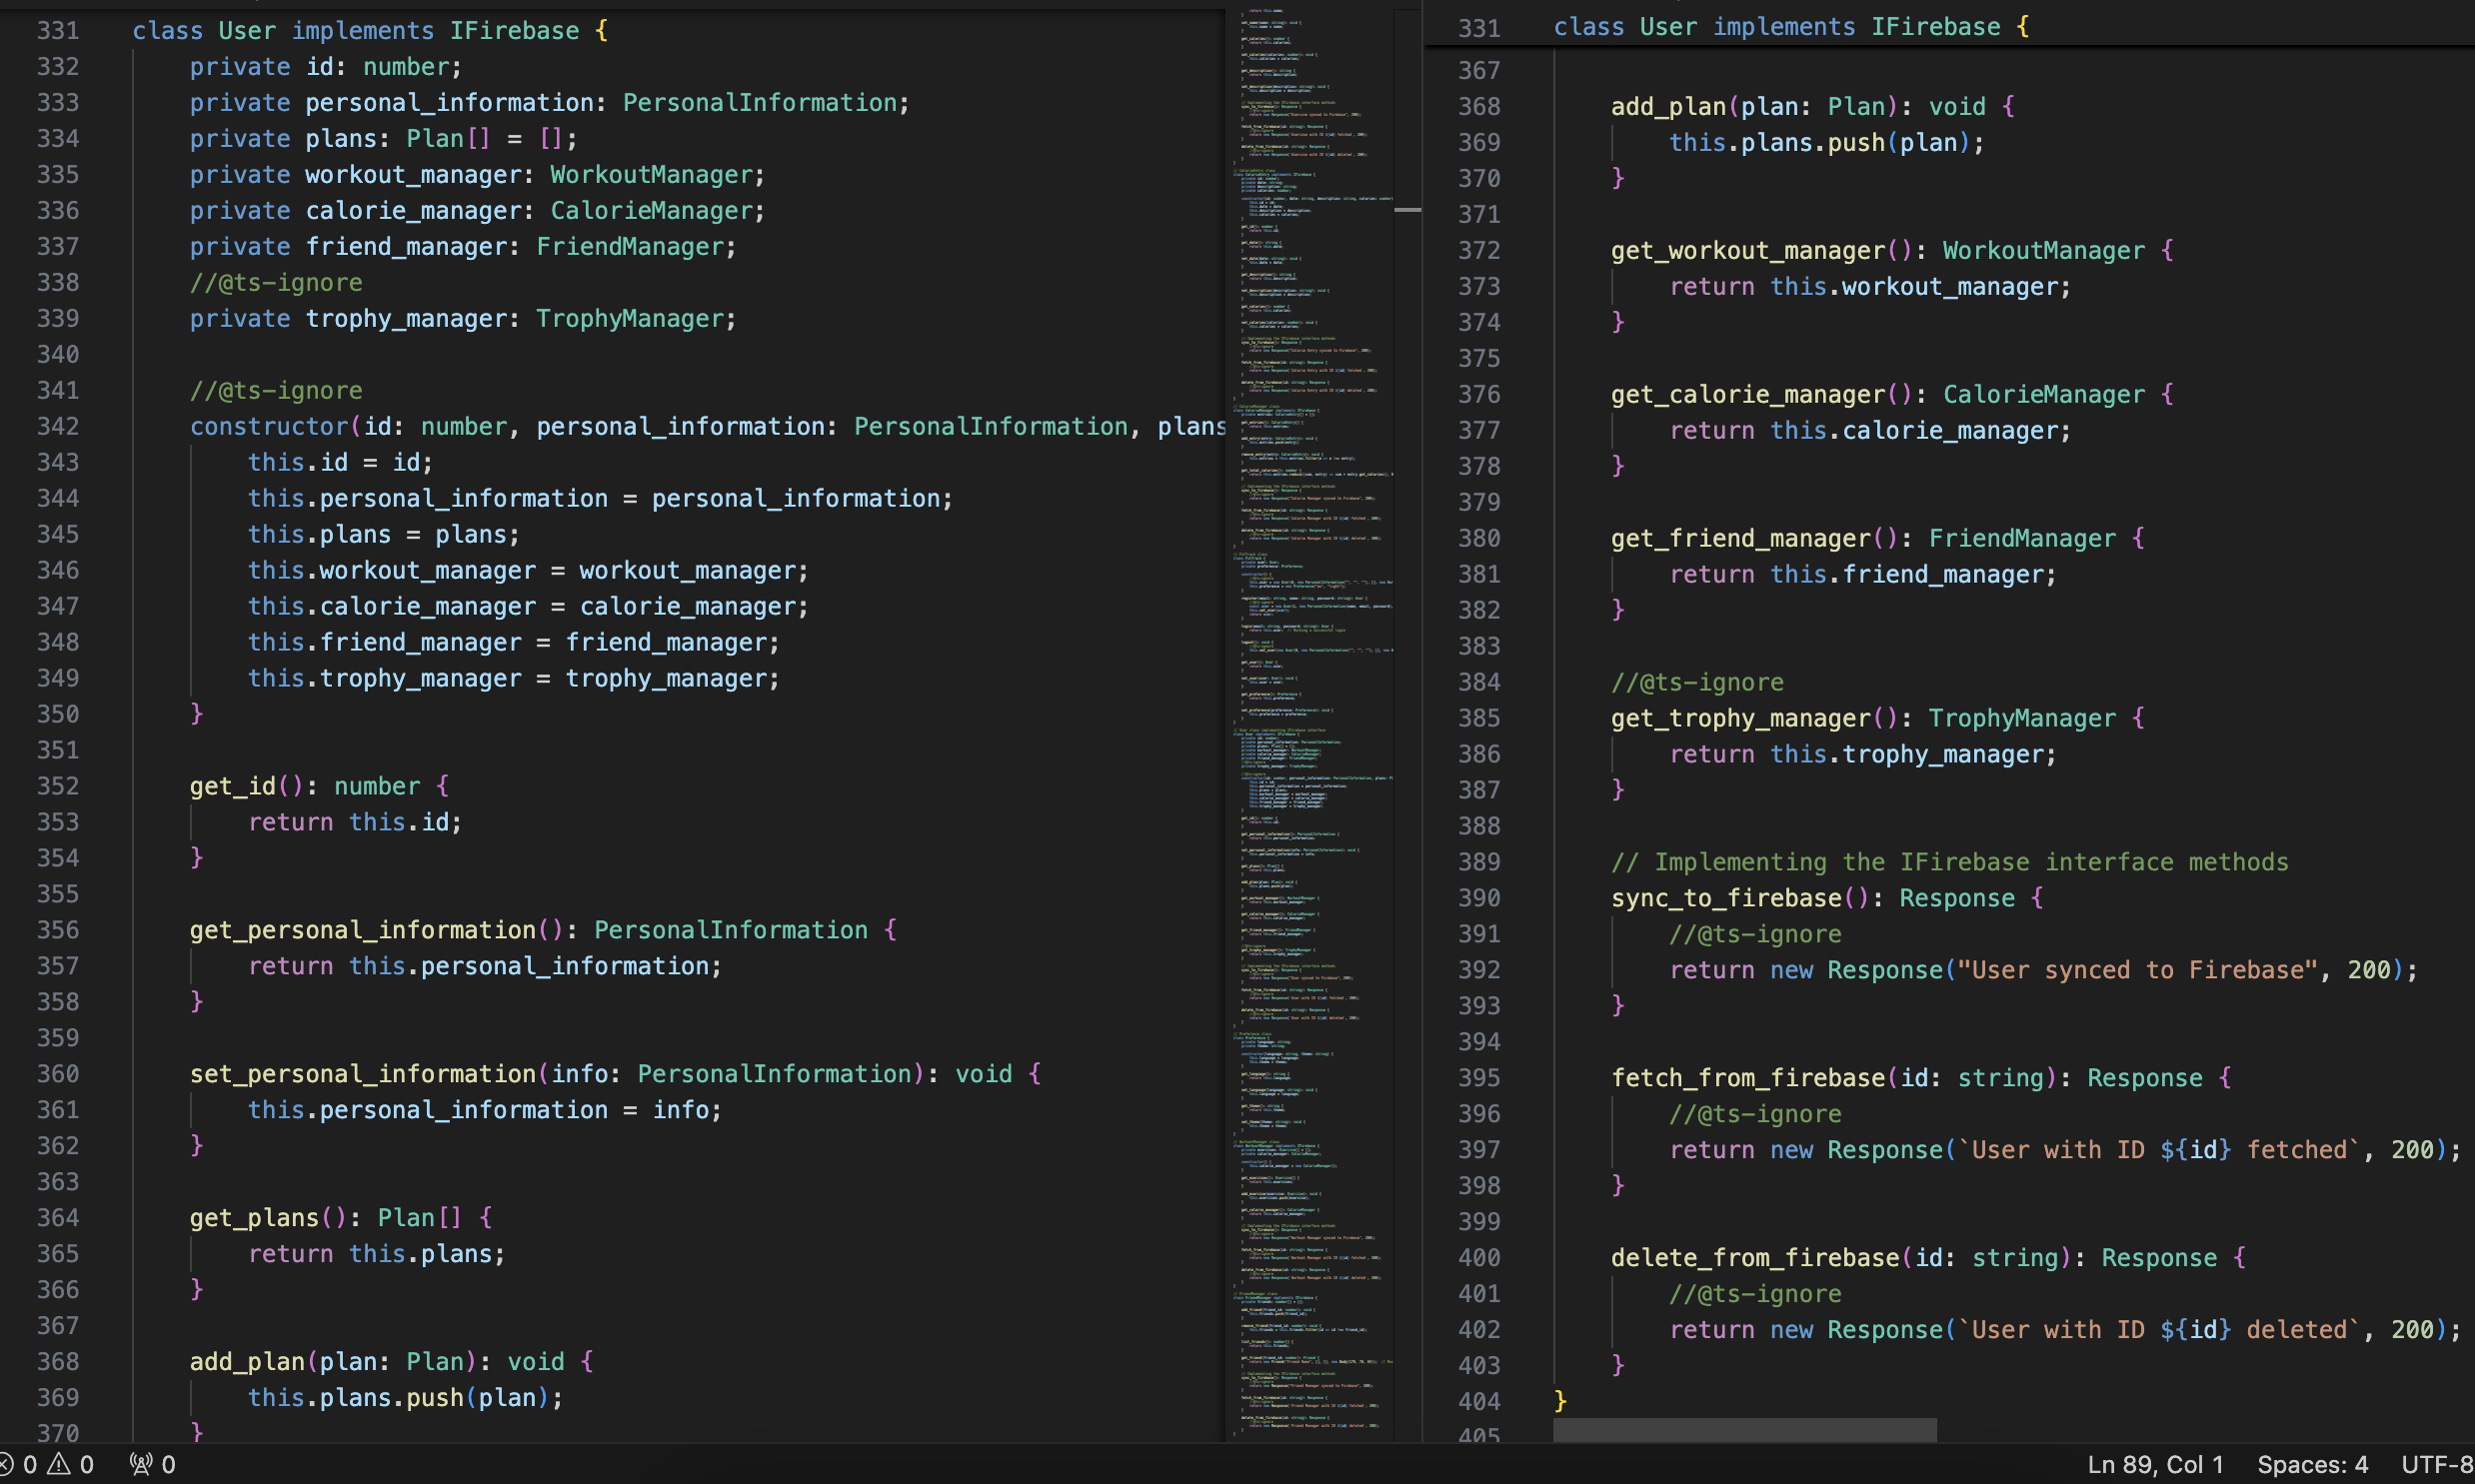 331 class User implements IFirebase {
332 private id: number;
333 private personal_information: PersonalInformation;
334 private plans: Plan[] = [];
335 private workout_manager: WorkoutManager;
336 private calorie_manager: CalorieManager;
337 private friend_manager: FriendManager;
338 //@ts-ignore
339 private trophy_manager: TrophyManager;
340
341 //@ts-ignore
342 constructor(id: number, personal_information: PersonalInformation, plans
343 this.id = id;
344 this.personal_information = personal_information;
345 this.plans = plans;
346 this.workout_manager = workout_manager;
347 this.calorie_manager = calorie_manager;
348 this.friend_manager = friend_manager;
349 this.trophy_manager = trophy_manager;
350 }
351
352 get_id(): number {
353 return this.id;
354 }
355
356 get_personal_information(): PersonalInformation {
357 return this.personal_information;
358 }
359
360 set_personal_information(info: PersonalInformation): void {
361 this.personal_information = info;
362 }
363
364 get_plans(): Plan[] {
365 return this.plans;
366 }
367
368 add_plan(plan: Plan): void {
369 this.plans.push(plan);
370 }
331 class User implements IFirebase {
367
368 add_plan(plan: Plan): void {
369 this.plans.push(plan);
370 }
371
372 get_workout_manager(): WorkoutManager {
373 return this.workout_manager;
374 }
375
376 get_calorie_manager(): CalorieManager {
377 return this.calorie_manager;
378 }
379
380 get_friend_manager(): FriendManager {
381 return this.friend_manager;
382 }
383
384 //@ts-ignore
385 get_trophy_manager(): TrophyManager {
386 return this.trophy_manager;
387 }
388
389 // Implementing the IFirebase interface methods
390 sync_to_firebase(): Response {
391 //@ts-ignore
392 return new Response("User synced to Firebase", 200);
393 }
394
395 fetch_from_firebase(id: string): Response {
396 //@ts-ignore
397 return new Response(`User with ID ${id} fetched`, 200);
398 }
399
400 delete_from_firebase(id: string): Response {
401 //@ts-ignore
402 return new Response(`User with ID ${id} deleted`, 200);
403 }
404 }
405
0 0 0 Ln 89, Col 1 Spaces: 4 UTF-8